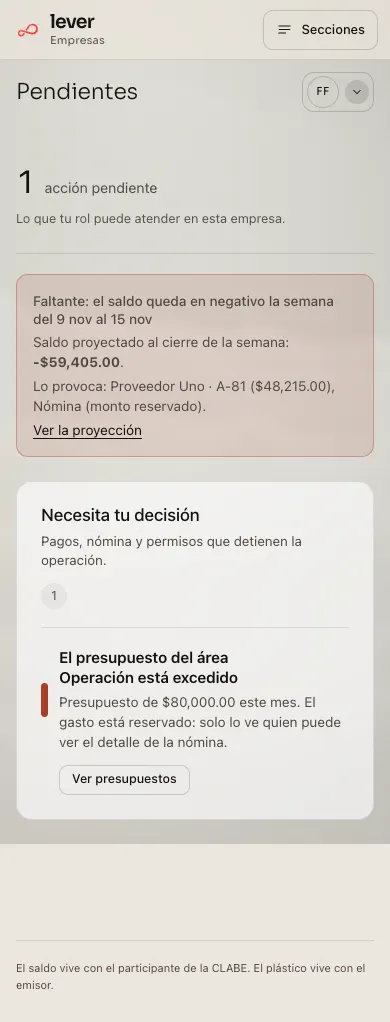 lever
Empresas
Secciones
Pendientes
FF
1 acción pendiente
Lo que tu rol puede atender en esta empresa.
Faltante: el saldo queda en negativo la semana
del 9 nov al 15 nov
Saldo proyectado al cierre de la semana:
-$59,405.00.
Lo provoca: Proveedor Uno · A-81 ($48,215.00),
Nómina (monto reservado).
Ver la proyección
Necesita tu decisión
Pagos, nómina y permisos que detienen la
operación.
1
El presupuesto del área
Operación está excedido
Presupuesto de $80,000.00 este mes. El
gasto está reservado: solo lo ve quien puede
ver el detalle de la nómina.
Ver presupuestos
El saldo vive con el participante de la CLABE. El plástico vive con el
emisor.